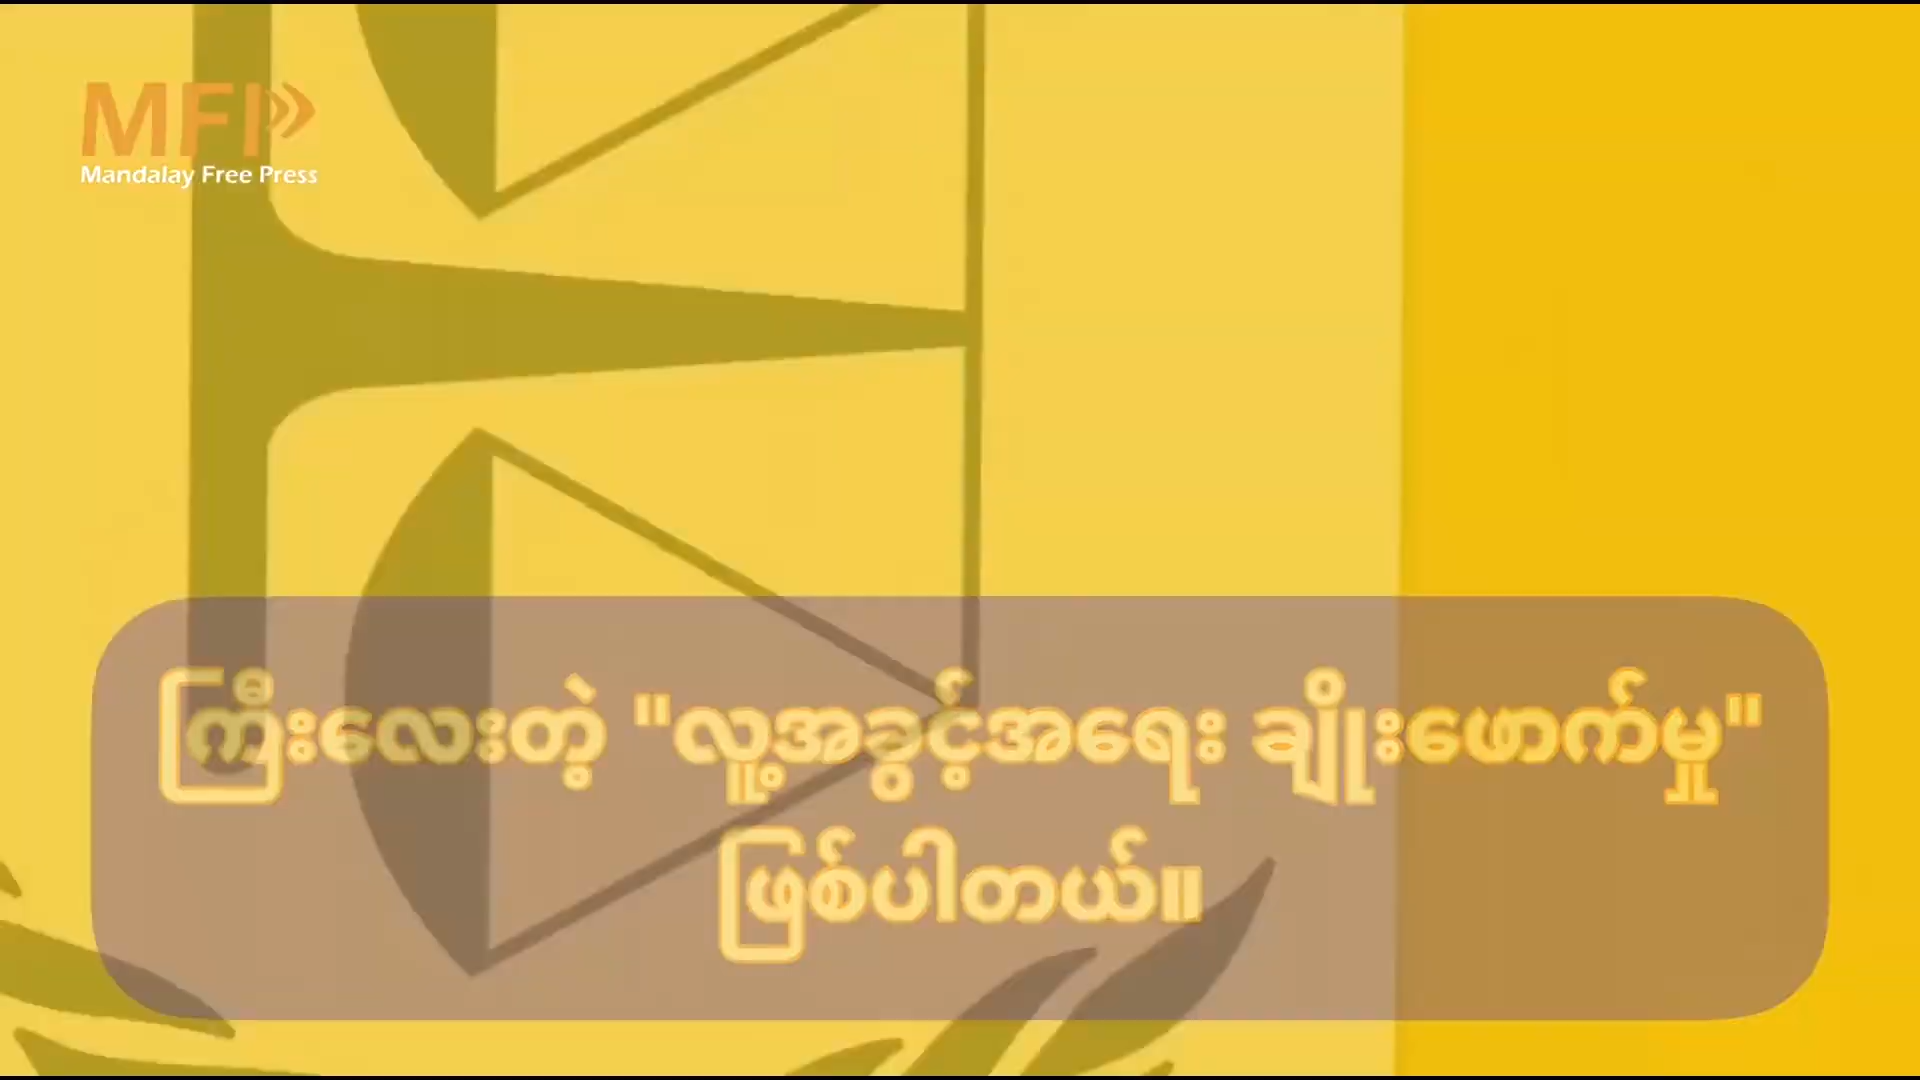 MFP
Mandalay Free Press
ကြီးလေးတဲ့ "လူ့အခွင့်အရေး ချိုးဖောက်မှု"
ဖြစ်ပါတယ်။